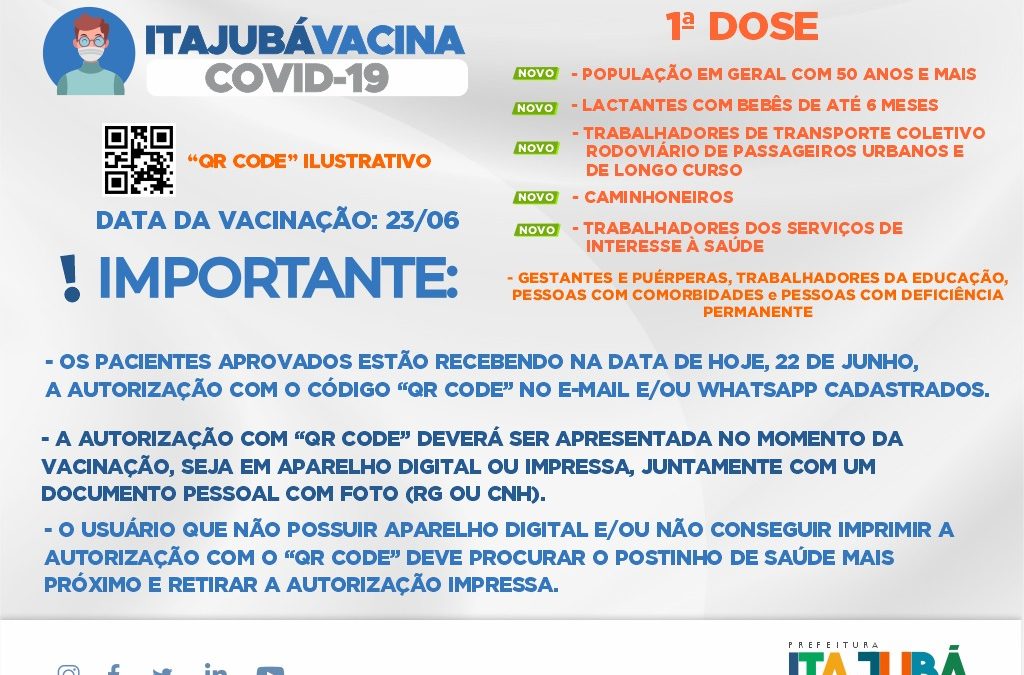 ITAJUBÁVACINA
COVID-19
"QR CODE" ILUSTRATIVO
DATA DA VACINAÇÃO: 23/06
! IMPORTANTE:
1ª DOSE
NOVO - POPULAÇÃO EM GERAL COM 50 ANOS E MAIS
NOVO - LACTANTES COM BEBÊS DE ATÉ 6 MESES
NOVO - TRABALHADORES DE TRANSPORTE COLETIVO
RODOVIÁRIO DE PASSAGEIROS URBANOS E
DE LONGO CURSO
NOVO - CAMINHONEIROS
NOVO - TRABALHADORES DOS SERVIÇOS DE
INTERESSE À SAÚDE
- GESTANTES E PUÉRPERAS, TRABALHADORES DA EDUCAÇÃO,
PESSOAS COM COMORBIDADES e PESSOAS COM DEFICIÊNCIA
PERMANENTE
- OS PACIENTES APROVADOS ESTÃO RECEBENDO NA DATA DE HOJE, 22 DE JUNHO,
A AUTORIZAÇÃO COM O CÓDIGO "QR CODE" NO E-MAIL E/OU WHATSAPP CADASTRADOS.
- A AUTORIZAÇÃO COM "QR CODE" DEVERÁ SER APRESENTADA NO MOMENTO DA
VACINAÇÃO, SEJA EM APARELHO DIGITAL OU IMPRESSA, JUNTAMENTE COM UM
DOCUMENTO PESSOAL COM FOTO (RG OU CNH).
- O USUÁRIO QUE NÃO POSSUIR APARELHO DIGITAL E/OU NÃO CONSEGUIR IMPRIMIR A
AUTORIZAÇÃO COM O "QR CODE" DEVE PROCURAR O POSTINHO DE SAÚDE MAIS
PRÓXIMO E RETIRAR A AUTORIZAÇÃO IMPRESSA.
PREFEITURA
ITAJUBÁ